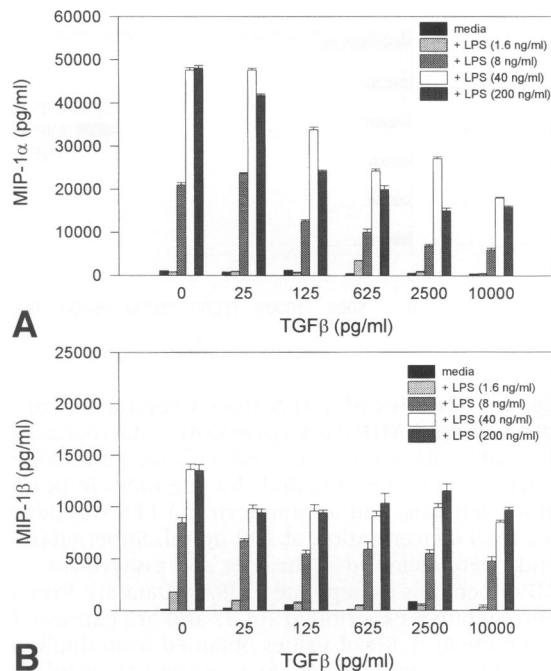 media
+ LPS (1.6 ng/ml)
+ LPS (8 ng/ml)
+ LPS (40 ng/ml)
+ LPS (200 ng/ml)
60000
50000
40000
30000
20000
10000
0
MIP-1α (pg/ml)
0 25 125 625 2500 10000
TGFβ (pg/ml)
A
media
+ LPS (1.6 ng/ml)
+ LPS (8 ng/ml)
+ LPS (40 ng/ml)
+ LPS (200 ng/ml)
25000
20000
15000
10000
5000
0
MIP-1β (pg/ml)
0 25 125 625 2500 10000
TGFβ (pg/ml)
B